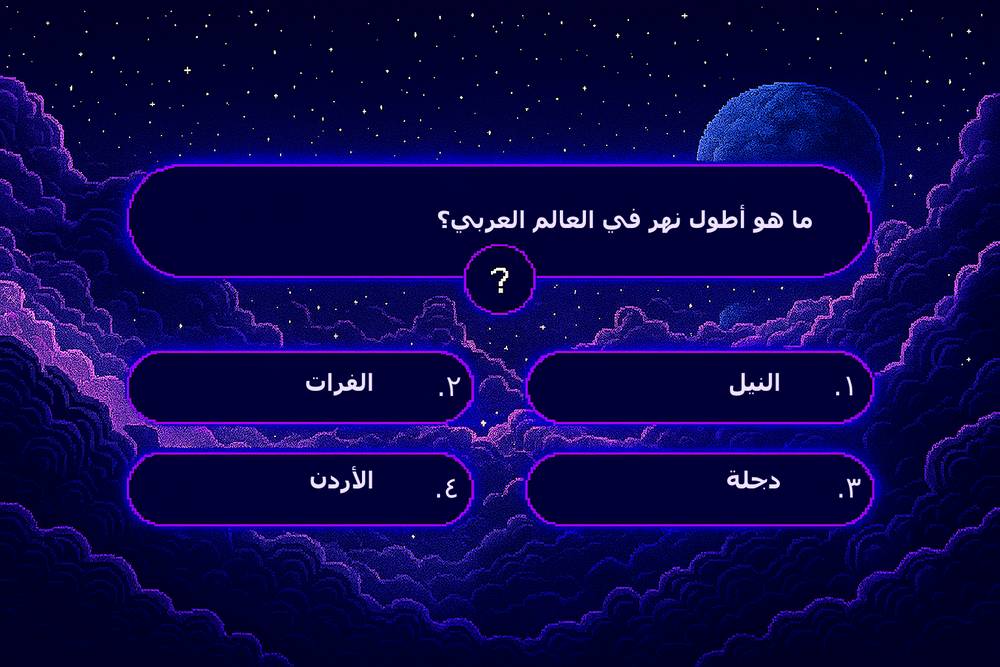 ما هو أطول نهر في العالم العربي؟
?
١. النيل
٢. الفرات
٣. دجلة
٤. الأردن